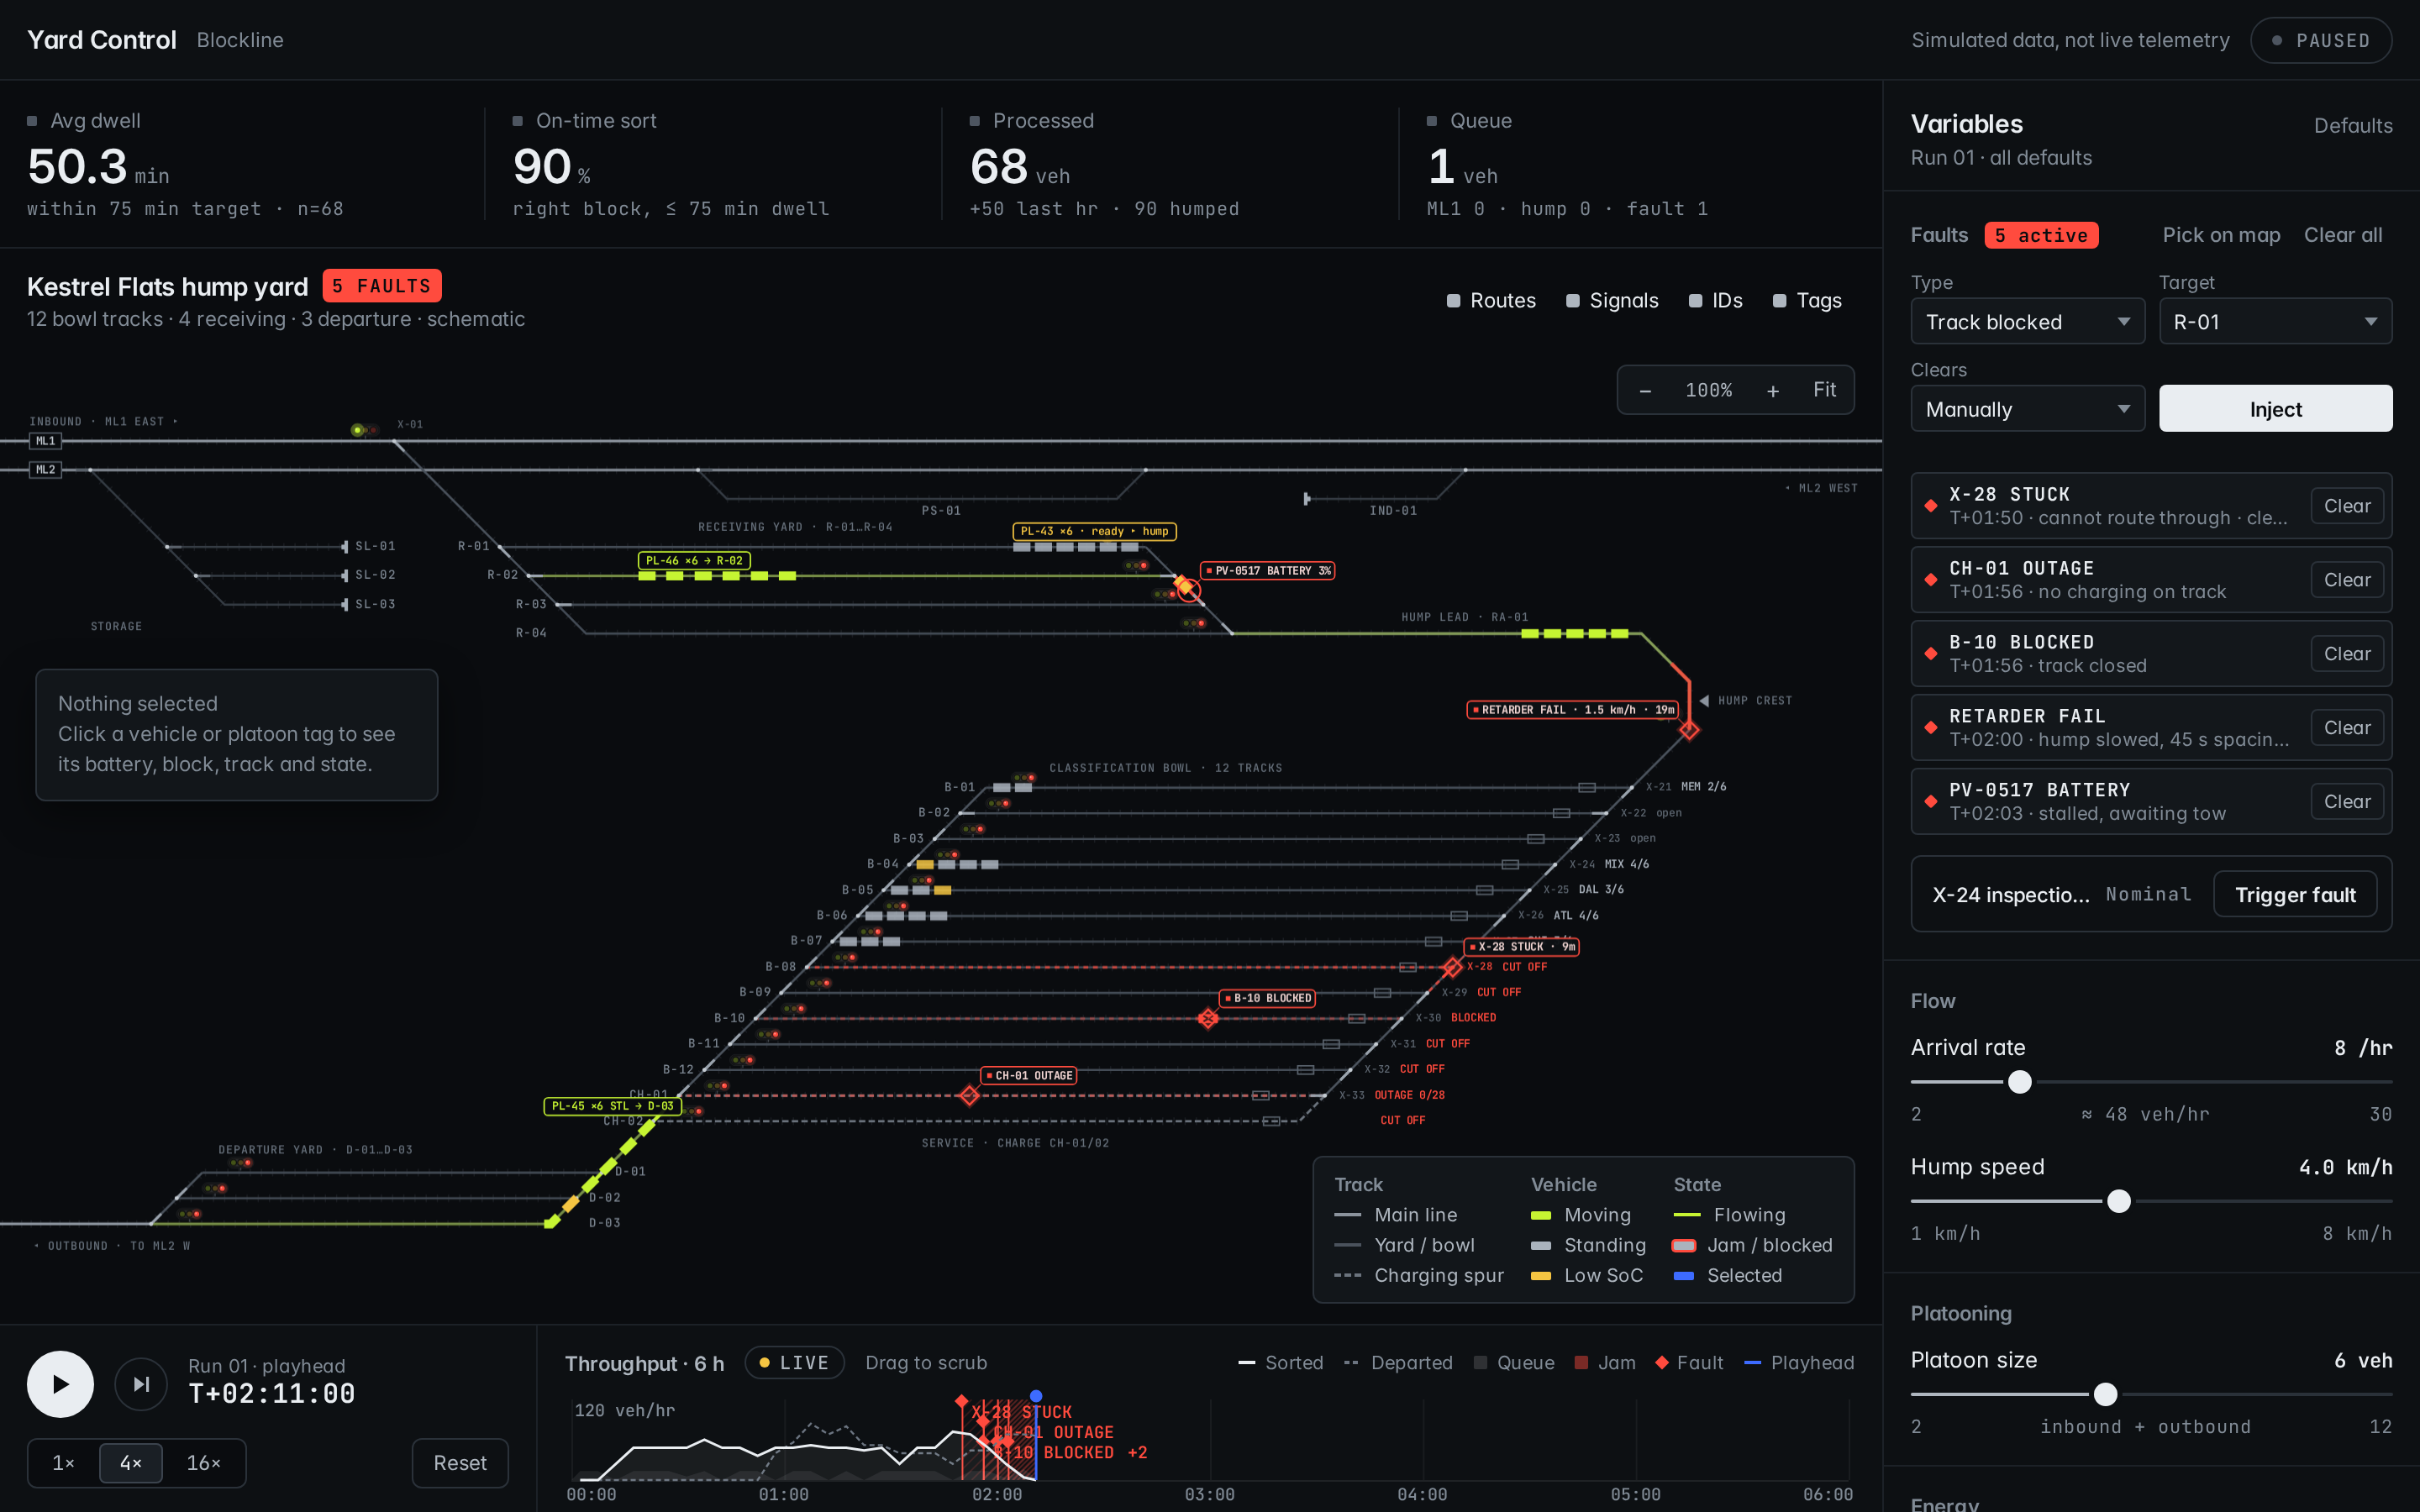 Yard Control Blockline
Simulated data, not live telemetry PAUSED
Avg dwell
50.3 min
within 75 min target · n=68
On-time sort
90 %
right block, ≤ 75 min dwell
Processed
68 veh
+50 last hr · 90 humped
Queue
1 veh
ML1 0 · hump 0 · fault 1
Kestrel Flats hump yard 5 FAULTS
12 bowl tracks · 4 receiving · 3 departure · schematic
Routes Signals IDs Tags
− 100% + Fit
INBOUND · ML1 EAST ▸
X-01
ML1
ML2
◂ ML2 WEST
PS-01
IND-01
RECEIVING YARD · R-01…R-04
PL-43 ×6 · ready ▸ hump
SL-01
R-01
PL-46 ×6 → R-02
SL-02
R-02
PV-0517 BATTERY 3%
SL-03
R-03
STORAGE
R-04
HUMP LEAD · RA-01
Nothing selected
Click a vehicle or platoon tag to see
its battery, block, track and state.
HUMP CREST
RETARDER FAIL · 1.5 km/h · 19m
CLASSIFICATION BOWL · 12 TRACKS
B-01 X-21 MEM 2/6
B-02 X-22 open
B-03 X-23 open
B-04 X-24 MIX 4/6
B-05 X-25 DAL 3/6
B-06 X-26 ATL 4/6
B-07
X-28 STUCK · 9m
B-08 X-28 CUT OFF
B-09 X-29 CUT OFF
B-10 BLOCKED
B-10 X-30 BLOCKED
B-11 X-31 CUT OFF
B-12 X-32 CUT OFF
CH-01 OUTAGE
CH-01 X-33 OUTAGE 0/28
PL-45 ×6 STL → D-03
CH-02 CUT OFF
SERVICE · CHARGE CH-01/02
DEPARTURE YARD · D-01…D-03
D-01
D-02
D-03
◂ OUTBOUND · TO ML2 W
Track Vehicle State
Main line Moving Flowing
Yard / bowl Standing Jam / blocked
Charging spur Low SoC Selected
Run 01 · playhead
T+02:11:00
1× 4× 16× Reset
Throughput · 6 h LIVE Drag to scrub
Sorted Departed Queue Jam Fault Playhead
120 veh/hr
X-28 STUCK
CH-01 OUTAGE
B-10 BLOCKED +2
00:00 01:00 02:00 03:00 04:00 05:00 06:00
Variables Defaults
Run 01 · all defaults
Faults 5 active Pick on map Clear all
Type Target
Track blocked R-01
Clears
Manually Inject
X-28 STUCK
T+01:50 · cannot route through · cle… Clear
CH-01 OUTAGE
T+01:56 · no charging on track Clear
B-10 BLOCKED
T+01:56 · track closed Clear
RETARDER FAIL
T+02:00 · hump slowed, 45 s spacin… Clear
PV-0517 BATTERY
T+02:03 · stalled, awaiting tow Clear
X-24 inspectio… Nominal Trigger fault
Flow
Arrival rate 8 /hr
2 ≈ 48 veh/hr 30
Hump speed 4.0 km/h
1 km/h 8 km/h
Platooning
Platoon size 6 veh
2 inbound + outbound 12
Energy